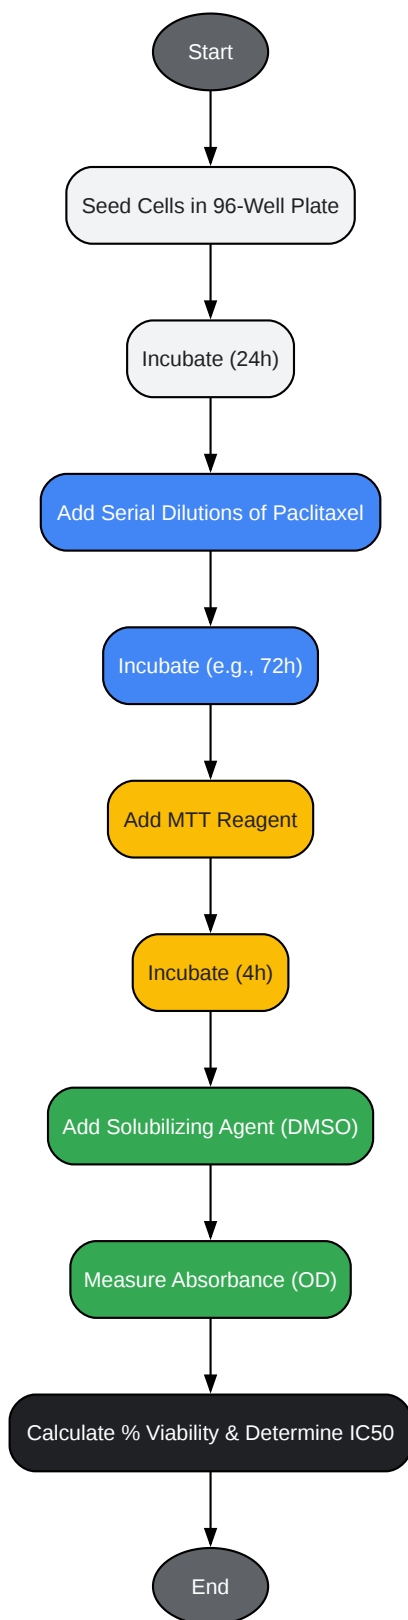 Start
Seed Cells in 96-Well Plate
Incubate (24h)
Add Serial Dilutions of Paclitaxel
Incubate (e.g., 72h)
Add MTT Reagent
Incubate (4h)
Add Solubilizing Agent (DMSO)
Measure Absorbance (OD)
Calculate % Viability & Determine IC50
End